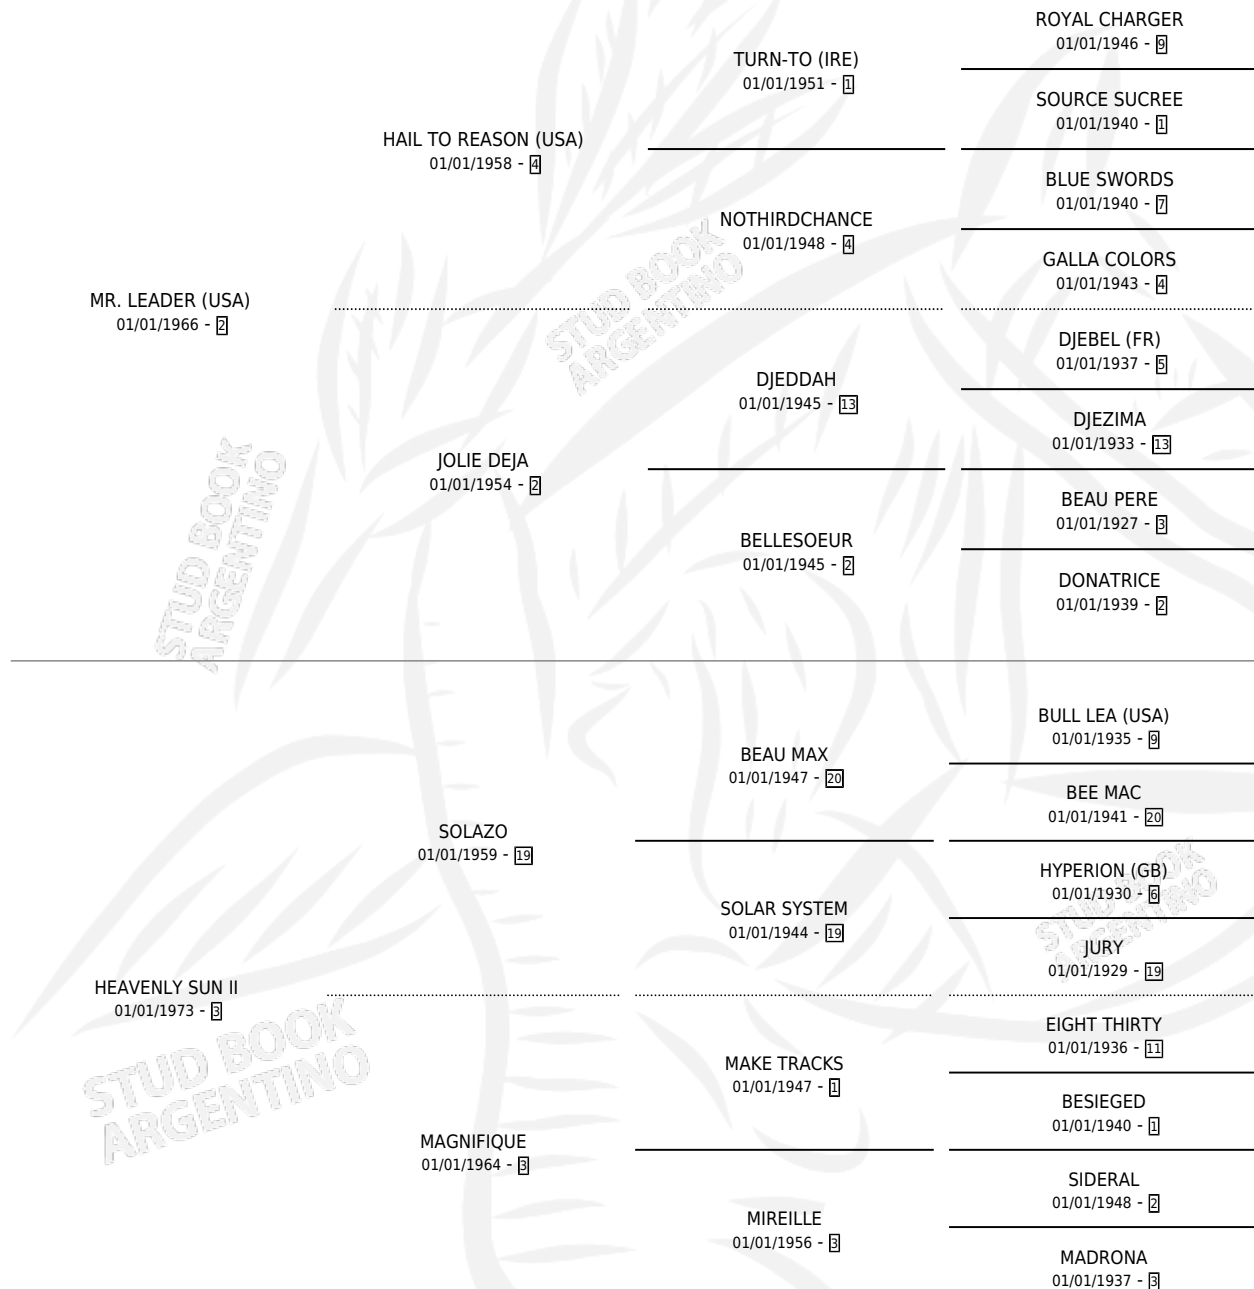 MR. LEADER (USA)
01/01/1966 - 2
HAIL TO REASON (USA)
01/01/1958 - 4
JOLIE DEJA
01/01/1954 - 2
TURN-TO (IRE)
01/01/1951 - 1
NOTHIRDCHANCE
01/01/1948 - 4
DJEDDAH
01/01/1945 - 13
BELLESOEUR
01/01/1945 - 2
ROYAL CHARGER
01/01/1946 - 9
SOURCE SUCREE
01/01/1940 - 1
BLUE SWORDS
01/01/1940 - 7
GALLA COLORS
01/01/1943 - 4
DJEBEL (FR)
01/01/1937 - 5
DJEZIMA
01/01/1933 - 13
BEAU PERE
01/01/1927 - 3
DONATRICE
01/01/1939 - 2
HEAVENLY SUN II
01/01/1973 - 3
SOLAZO
01/01/1959 - 19
MAGNIFIQUE
01/01/1964 - 3
BEAU MAX
01/01/1947 - 20
SOLAR SYSTEM
01/01/1944 - 19
MAKE TRACKS
01/01/1947 - 1
MIREILLE
01/01/1956 - 3
BULL LEA (USA)
01/01/1935 - 9
BEE MAC
01/01/1941 - 20
HYPERION (GB)
01/01/1930 - 6
JURY
01/01/1929 - 19
EIGHT THIRTY
01/01/1936 - 11
BESIEGED
01/01/1940 - 1
SIDERAL
01/01/1948 - 2
MADRONA
01/01/1937 - 3
STUD BOOK
ARGENTINO
STUD BOOK
ARGENTINO
STUD BOOK
ARGENTINO
STUD BOOK
ARGENTINO